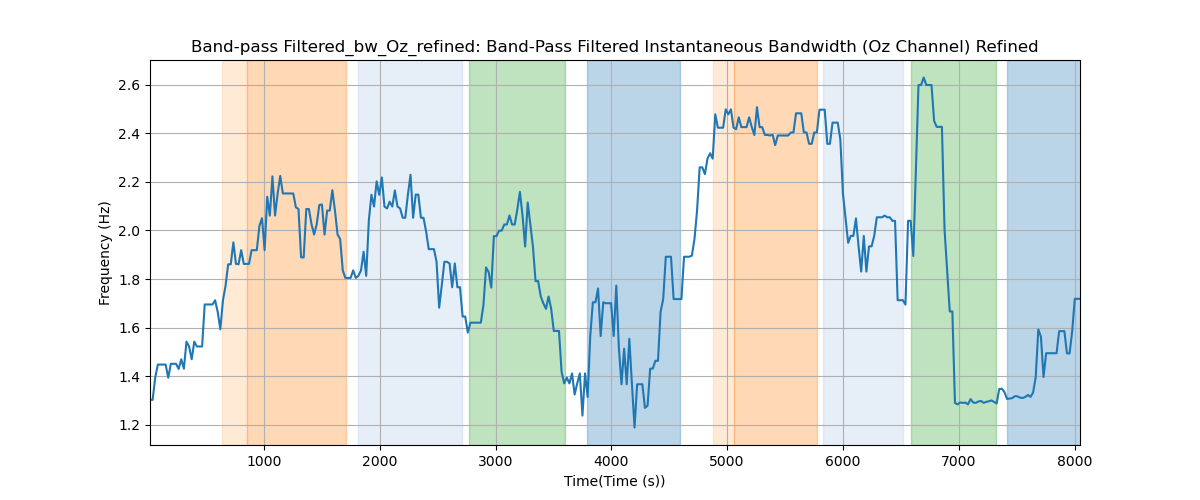 Band-pass Filtered_bw_Oz_refined: Band-Pass Filtered Instantaneous Bandwidth (Oz Channel) Refined
2.6
2.4
2.2
2.0
1.8
1.6
1.4
1.2
Frequency (Hz)
1000 2000 3000 4000 5000 6000 7000 8000
Time(Time (s))